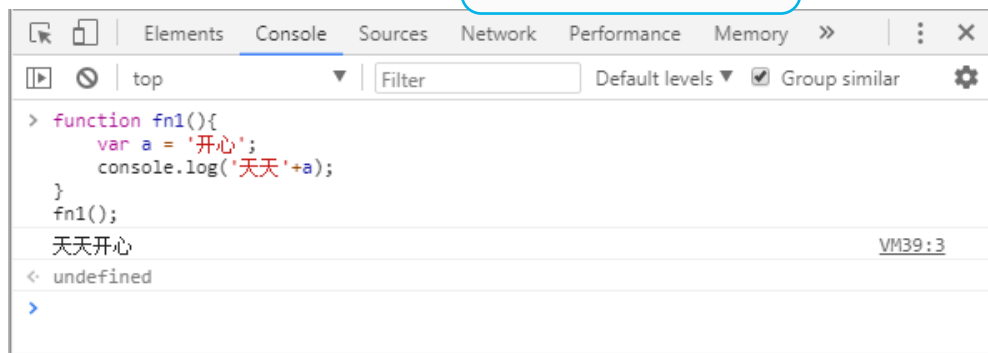 Elements Console Sources Network Performance Memory »
top ▼ Filter Default levels ▼ Group similar
> function fn1(){
var a = '开心';
console.log('天天'+a);
}
fn1();
天天开心 VM39:3
undefined
>